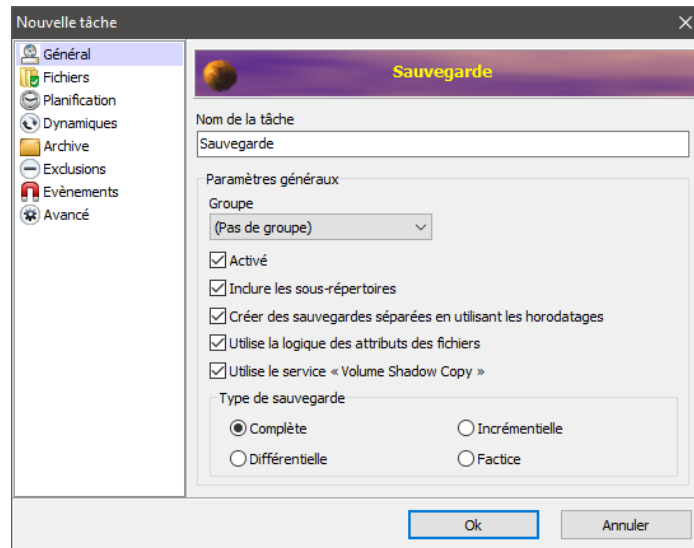 Nouvelle tâche
Général
Fichiers
Planification
Dynamiques
Archive
Exclusions
Evènements
Avancé
Sauvegarde
Nom de la tâche
Sauvegarde
Paramètres généraux
Groupe
(Pas de groupe)
Activé
Inclure les sous-répertoires
Créer des sauvegardes séparées en utilisant les horodatages
Utilise la logique des attributs des fichiers
Utilise le service « Volume Shadow Copy »
Type de sauvegarde
Complète Incrémentielle
Différentielle Factice
Ok Annuler